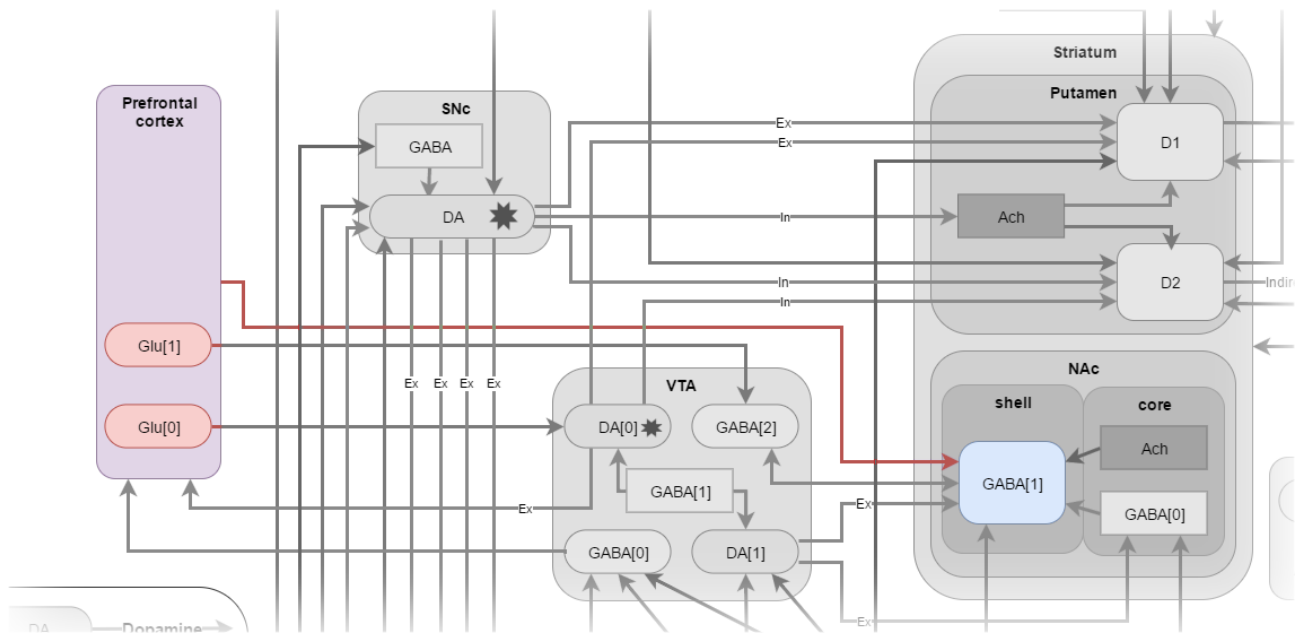 Striatum
Putamen
Prefrontal
cortex
SNc
GABA
DA
Ex
Ex
D1
In
Ach
In
D2
In
Glu[1]
Glu[0]
Ex
Ex
Ex
Ex
VTA
DA[0]
GABA[2]
GABA[1]
Ex
GABA[0]
DA[1]
NAc
shell
core
Ach
GABA[1]
GABA[0]
Ex
Ex
DA
Dopamine